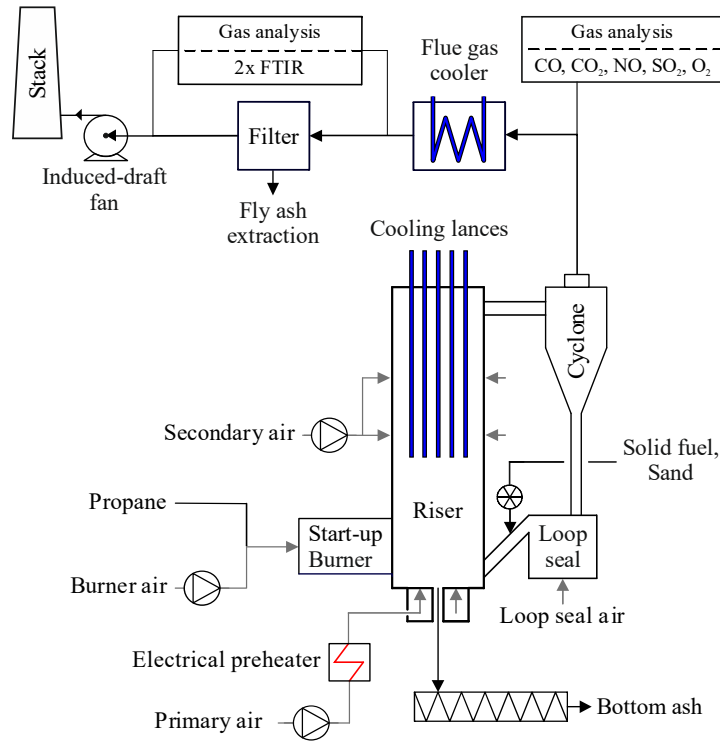 Stack
Gas analysis
2x FTIR
Flue gas
cooler
Gas analysis
CO, CO₂, NO, SO₂, O₂
Induced-draft
fan
Filter
Fly ash
extraction
Cooling lances
Cyclone
Secondary air
Solid fuel,
Sand
Propane
Start-up
Burner
Riser
Loop
seal
Burner air
Loop seal air
Electrical preheater
Primary air
Bottom ash